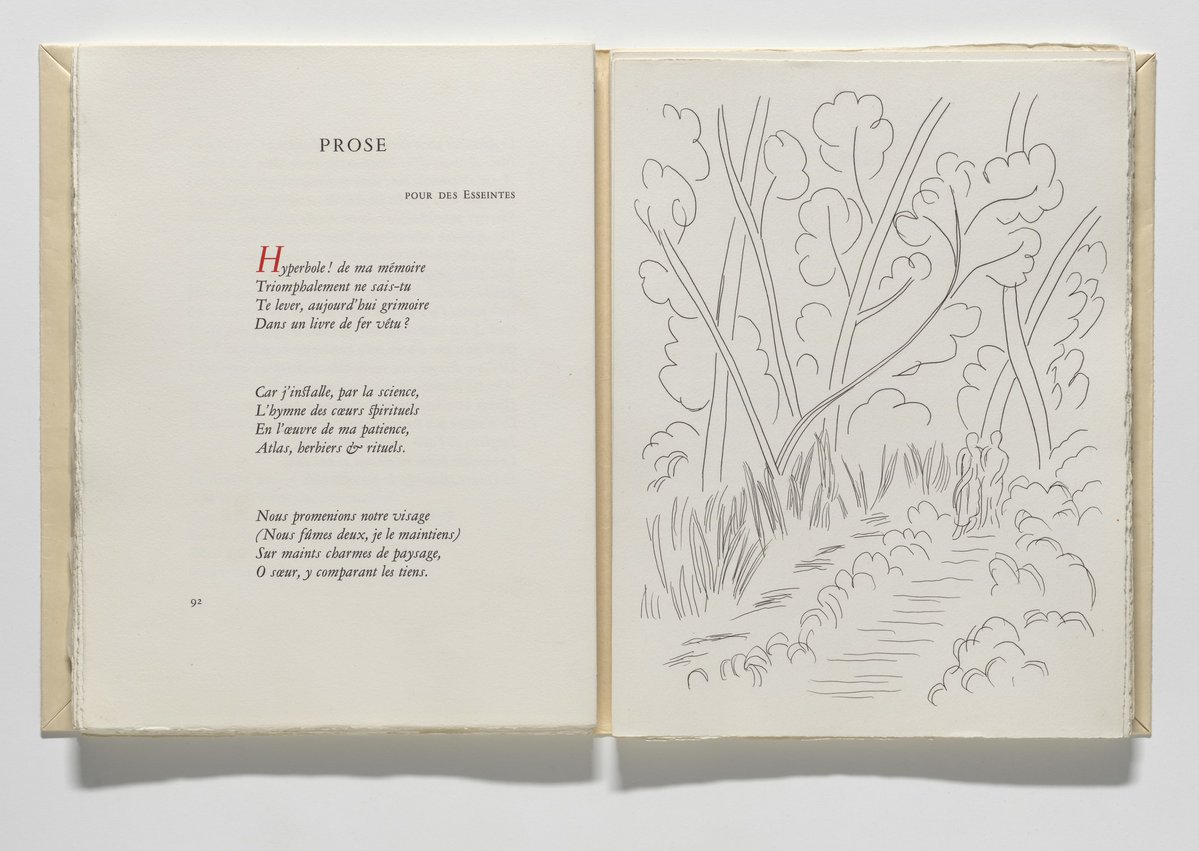 PROSE
POUR DES ESSEINTES
Hyperbole! de ma mémoire
Triomphalement ne sais-tu
Te lever, aujourd'hui grimoire
Dans un livre de fer vêtu?
Car j'installe, par la science,
L'hymne des cœurs spirituels
En l'œuvre de ma patience,
Atlas, herbiers & rituels.
Nous promenions notre visage
(Nous fûmes deux, je le maintiens)
Sur maints charmes de paysage,
O sœur, y comparant les tiens.
92